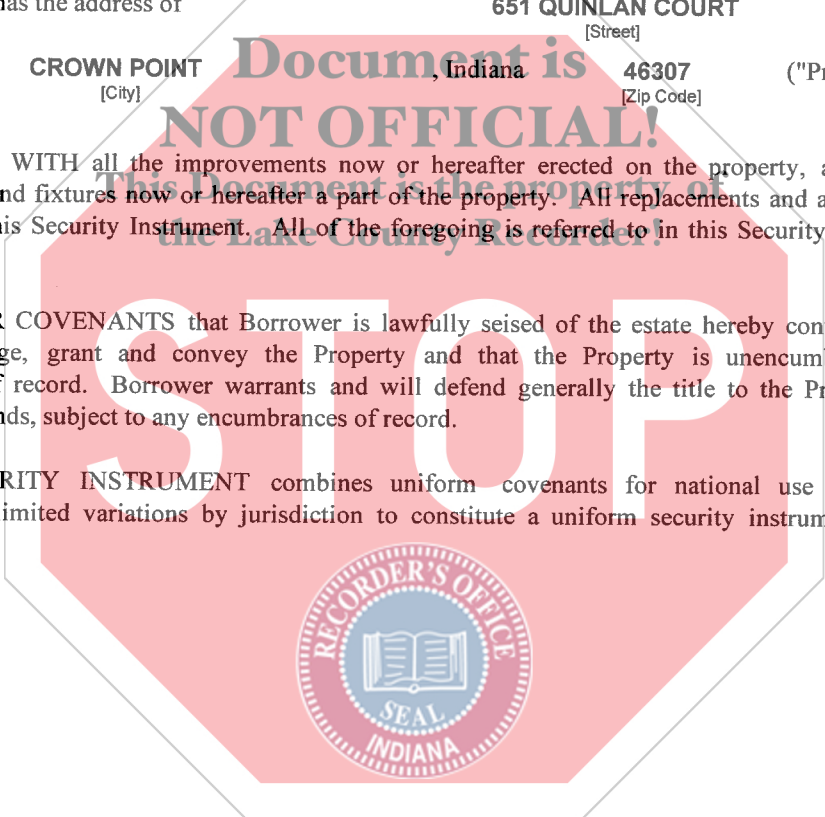 has the address of 651 QUINLAN COURT
[Street]
CROWN POINT , Indiana 46307 ("Pr
[City] [Zip Code]
Document is
NOT OFFICIAL!
This Document is the property of
the Lake County Recorder!
WITH all the improvements now or hereafter erected on the property, a
nd fixtures now or hereafter a part of the property. All replacements and a
is Security Instrument. All of the foregoing is referred to in this Security
R COVENANTS that Borrower is lawfully seised of the estate hereby con
ge, grant and convey the Property and that the Property is unencum
f record. Borrower warrants and will defend generally the title to the Pr
nds, subject to any encumbrances of record.
RITY INSTRUMENT combines uniform covenants for national use
imited variations by jurisdiction to constitute a uniform security instrum
STOP
RECORDER'S OFFICE
SEAL
INDIANA